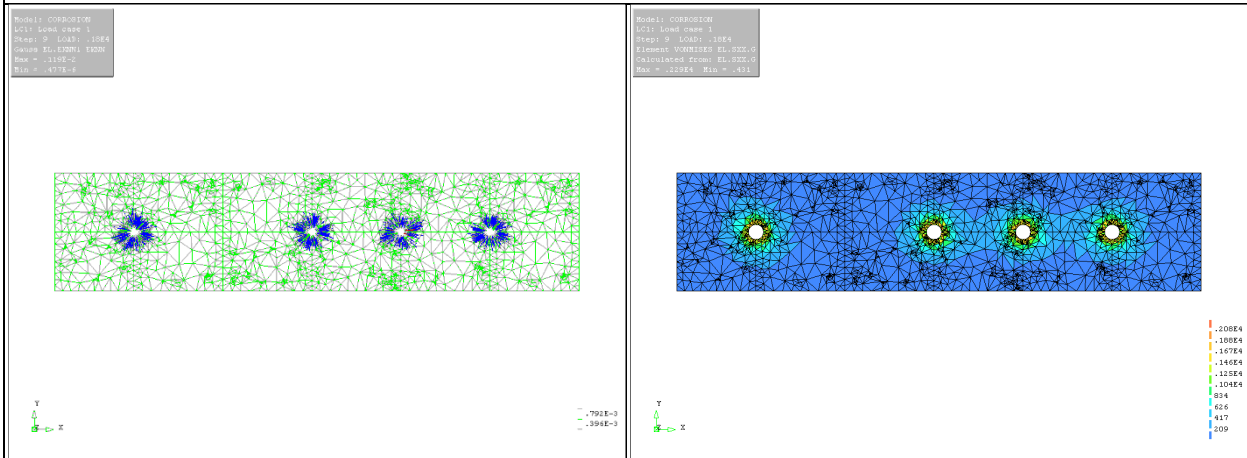 Model: CORROSION
LC1: Load case 1
Step: 9 LOAD: .18E4
Gauss EL.EKNN1 EKNN
Max = .119E-2
Min = .477E-6
Y
Z X
.792E-3
.396E-3
Model: CORROSION
LC1: Load case 1
Step: 9 LOAD: .18E4
Element VONMISES EL.SXX.G
Calculated from: EL.SXX.G
Max = .229E4 Min = .431
.208E4
.188E4
.167E4
.146E4
.125E4
.104E4
834
626
417
209
Y
Z X